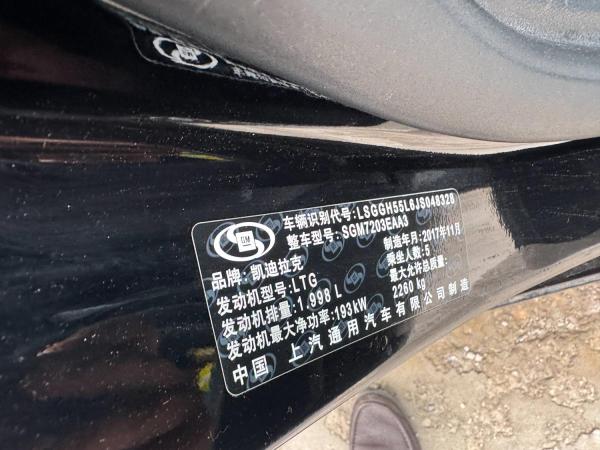 车辆识别代号:LSGGH55L6JS048328
整车型号:SGM7203EAA3
GM
品牌:凯迪拉克
制造年月:2017年11月
发动机型号:LTG
乘坐人数:5
发动机排量:1.998 L
最大允许总质量:
发动机最大净功率:193kW
2260 kg
中国 上汽通用汽车有限公司制造